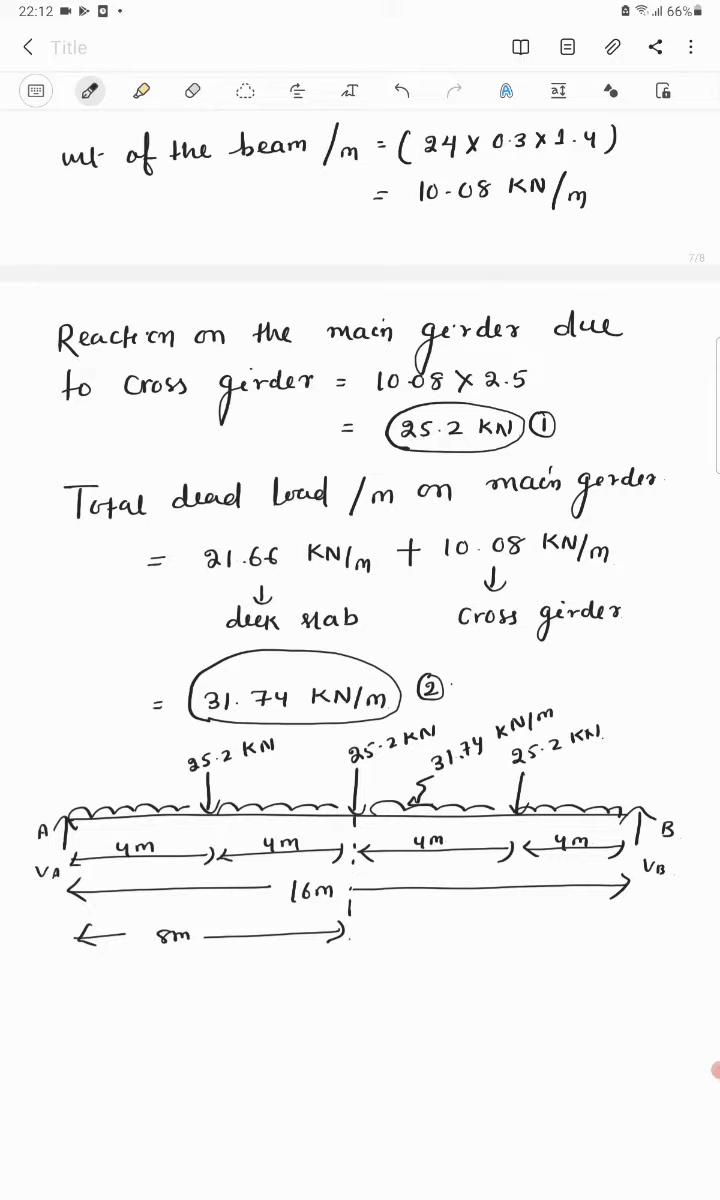 22:12
66%
Title
wt of the beam /m = (24 × 0.3 × 1.4)
= 10.08 KN/m
7/8
Reaction on the main girder due
to cross girder = 10.08 × 2.5
= 25.2 KN ①
Total dead load /m on main gerder
= 21.66 KN/m + 10.08 KN/m
↓ ↓
deck slab cross girder
= 31.74 KN/m ②
25.2 KN 25.2 KN 31.74 KN/m 25.2 KN
A B
4m 4m 4m 4m
VA VB
16m
8m